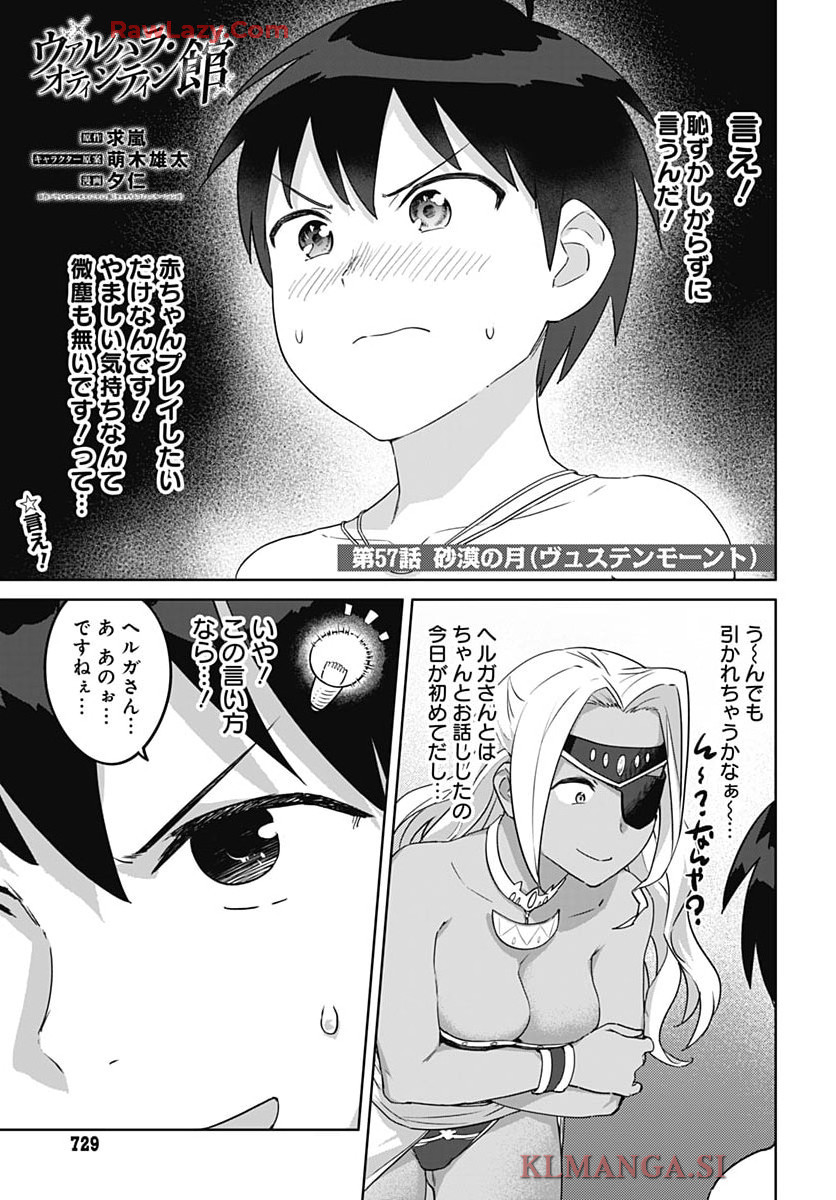 RawLazy.Com
ヴァルハラ・
オティンティン館
原作 求嵐
キャラクター原案 萌木雄太
漫画 夕仁
言え!
恥ずかしがらずに
言うんだ!
赤ちゃんプレイしたい
だけなんです!
やましい気持ちなんて
微塵も無いです!って…
☆言え!
第57話 砂漠の月(ヴュステンモーント)
う〜んでも
引かれちゃうかなぁ〜…
ん〜?なんや?
ヘルガさんとは
ちゃんとお話ししたの
今日が初めてだし…
いや!
この言い方
なら…!
ヘルガさん…
あ あのぉ…
ですねぇ…
729
KLMANGA.SI